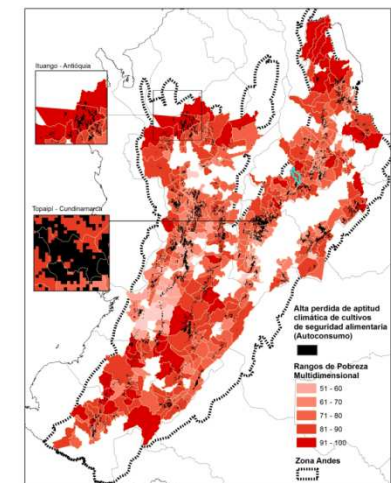 Ituango - Antióquia
Topaipí - Cundinamarca
Alta perdida de aptitud
climática de cultivos
de seguridad alimentaria
(Autoconsumo)
Rangos de Pobreza
Multidimensional
51 - 60
61 - 70
71 - 80
81 - 90
91 - 100
Zona Andes